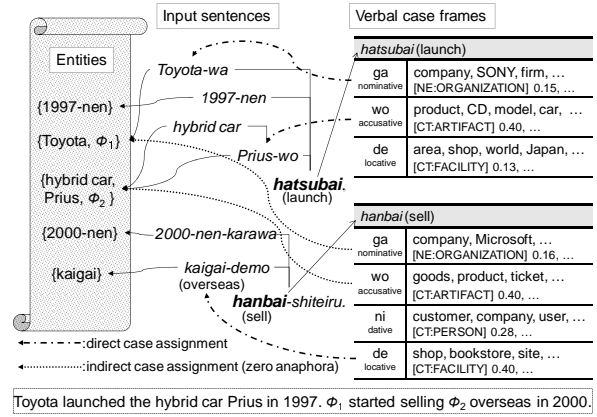 Input sentences
Verbal case frames
Entities
{1997-nen}
{Toyota, Φ1}
{hybrid car,
Prius, Φ2 }
{2000-nen}
{kaigai}
Toyota-wa
1997-nen
hybrid car
Prius-wo
hatsubai.
(launch)
2000-nen-karawa
kaigai-demo
(overseas)
hanbai-shiteiru.
(sell)
hatsubai (launch)
ga
nominative
company, SONY, firm, …
[NE:ORGANIZATION] 0.15, …
wo
accusative
product, CD, model, car, …
[CT:ARTIFACT] 0.40, …
de
locative
area, shop, world, Japan, …
[CT:FACILITY] 0.13, …
hanbai (sell)
ga
nominative
company, Microsoft, …
[NE:ORGANIZATION] 0.16, …
wo
accusative
goods, product, ticket, …
[CT:ARTIFACT] 0.40, …
ni
dative
customer, company, user, …
[CT:PERSON] 0.28, …
de
locative
shop, bookstore, site, …
[CT:FACILITY] 0.40, …
:direct case assignment
:indirect case assignment (zero anaphora)
Toyota launched the hybrid car Prius in 1997. Φ1 started selling Φ2 overseas in 2000.